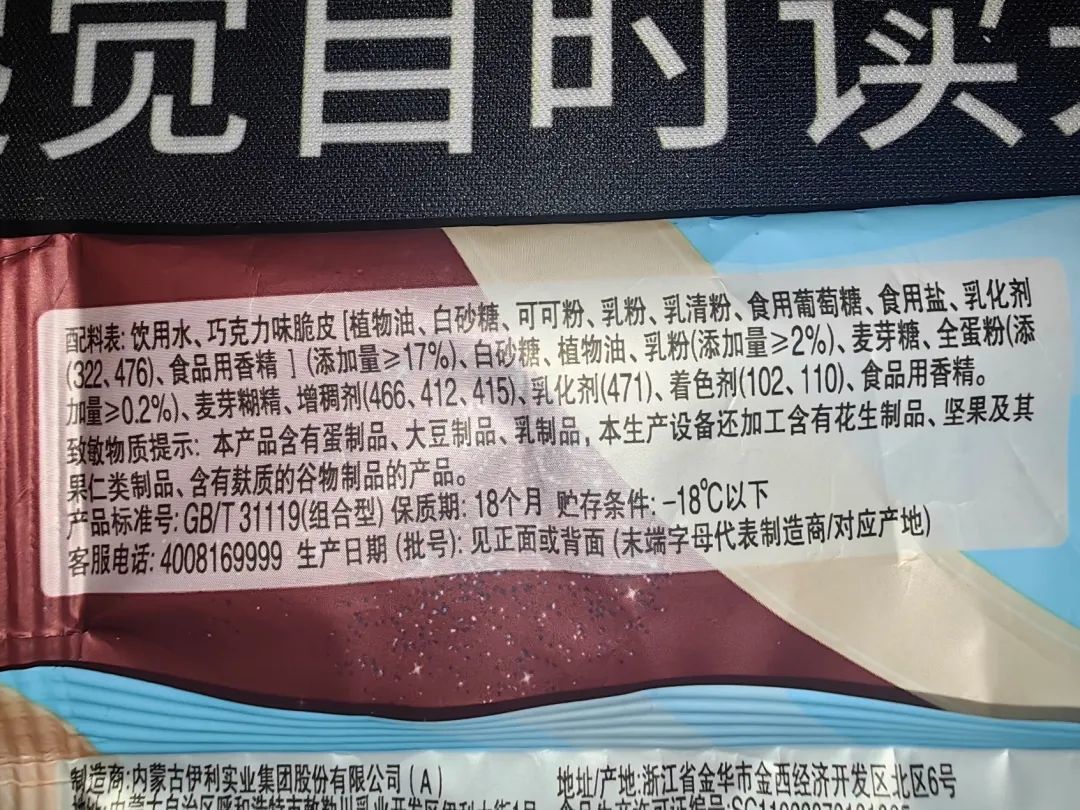 览目时读
配料表: 饮用水、巧克力味脆皮 [植物油、白砂糖、可可粉、乳粉、乳清粉、食用葡萄糖、食用盐、乳化剂
(322、476)、食品用香精 ] (添加量≥17%)、白砂糖、植物油、乳粉(添加量≥2%)、麦芽糖、全蛋粉(添
加量≥0.2%)、麦芽糊精、增稠剂(466、412、415)、乳化剂(471)、着色剂(102、110)、食品用香精。
致敏物质提示: 本产品含有蛋制品、大豆制品、乳制品, 本生产设备还加工含有花生制品、坚果及其
果仁类制品、含有麸质的谷物制品的产品。
产品标准号: GB/T 31119(组合型) 保质期: 18个月 贮存条件: -18℃以下
客服电话: 4008169999 生产日期 (批号): 见正面或背面 (末端字母代表制造商/对应产地)
制造商:内蒙古伊利实业集团股份有限公司 (A) 地址/产地:浙江省金华市金西经济开发区北区6号